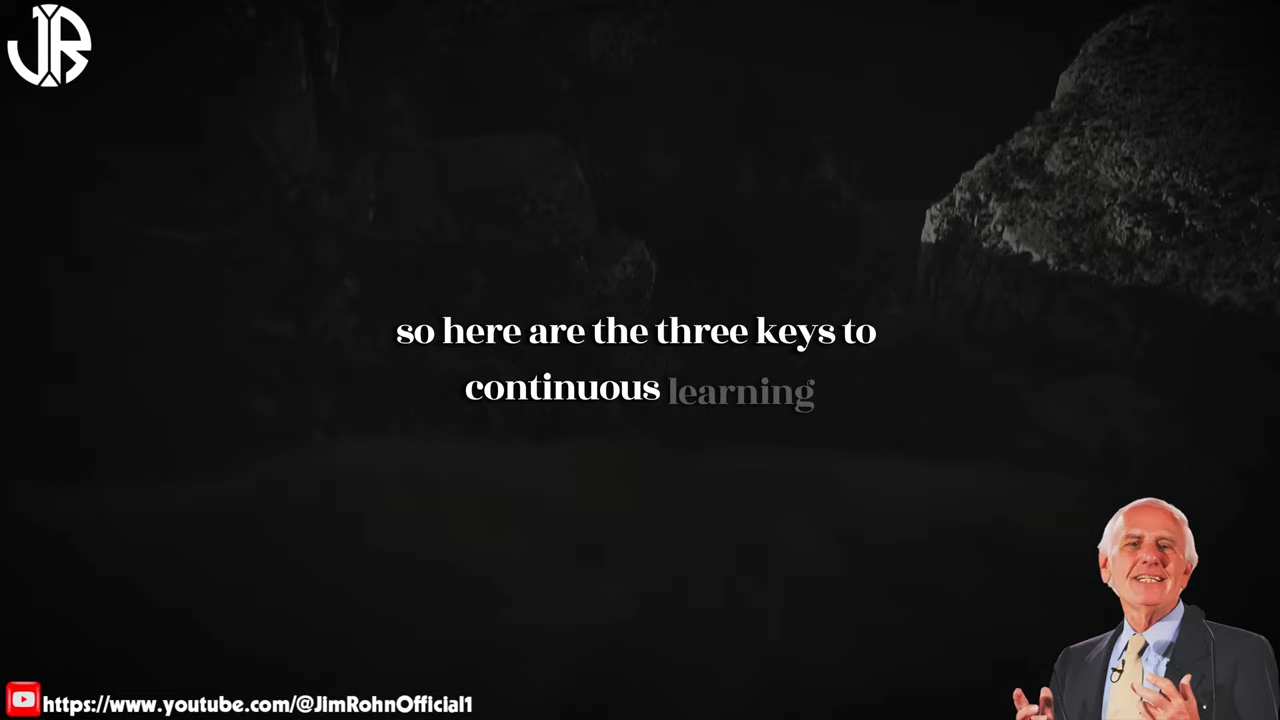 JR
so here are the three keys to
continuous learning
https://www.youtube.com/@JimRohnOfficial1